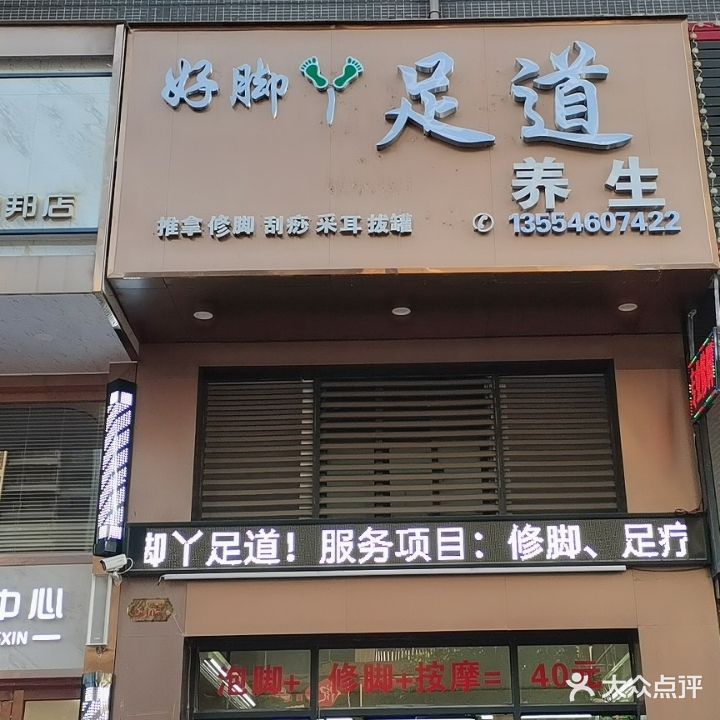 好脚丫足道
养生
推拿 修脚 刮痧 采耳 拔罐 13554607422
邦店
脚丫足道！服务项目：修脚、足疗
中心
XIN
泡脚+ 修脚+按摩= 40元
大众点评